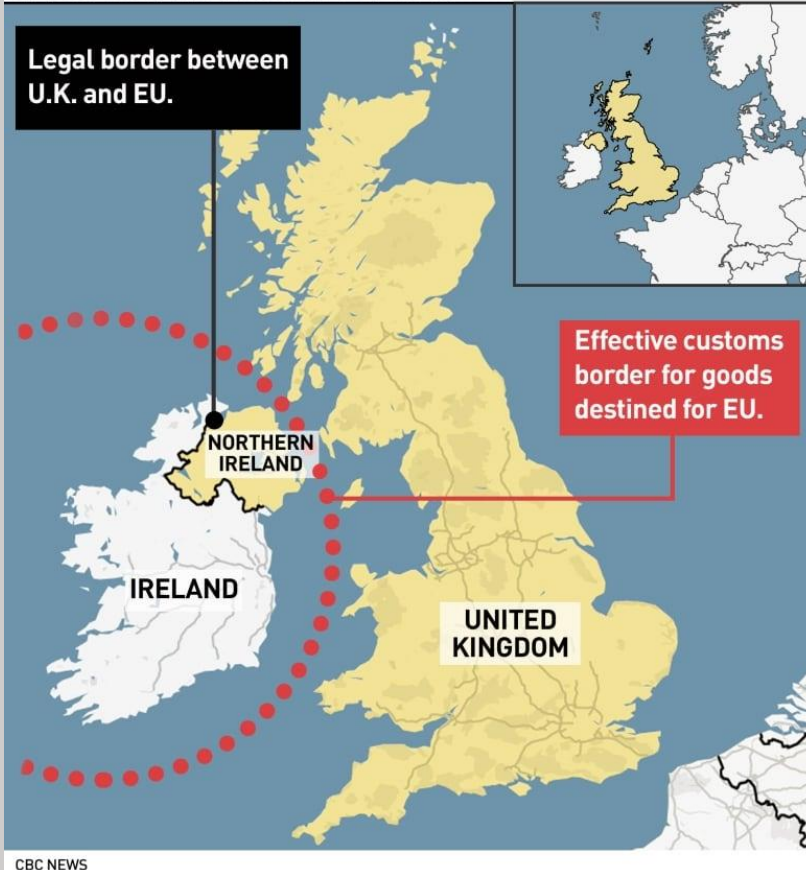 Legal border between
U.K. and EU.
Effective customs
border for goods
destined for EU.
NORTHERN
IRELAND
IRELAND
UNITED
KINGDOM
CBC NEWS